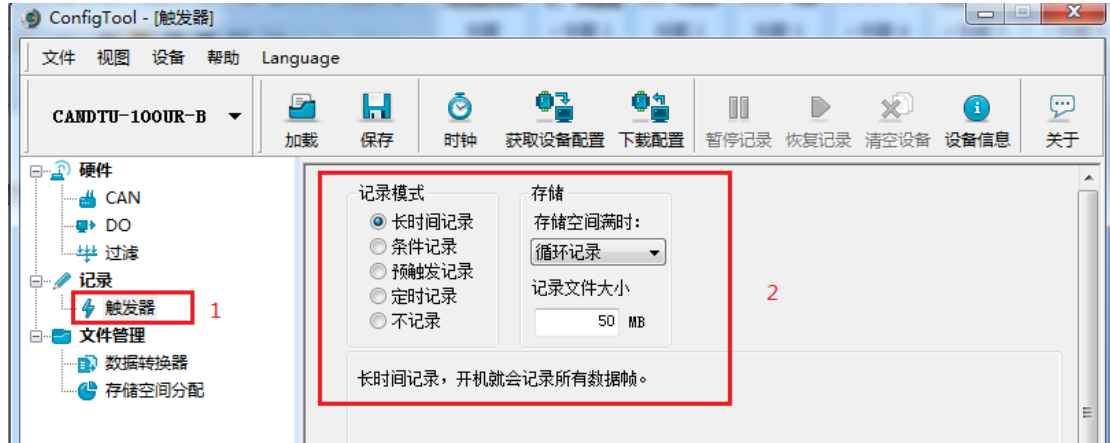 ConfigTool - [触发器]
文件 视图 设备 帮助 Language
CANDTU-100UR-B
加载 保存 时钟 获取设备配置 下载配置 暂停记录 恢复记录 清空设备 设备信息 关于
硬件
CAN
DO
过滤
记录
触发器
1
文件管理
数据转换器
存储空间分配
记录模式
长时间记录
条件记录
预触发记录
定时记录
不记录
存储
存储空间满时:
循环记录
记录文件大小
50 MB
2
长时间记录，开机就会记录所有数据帧。